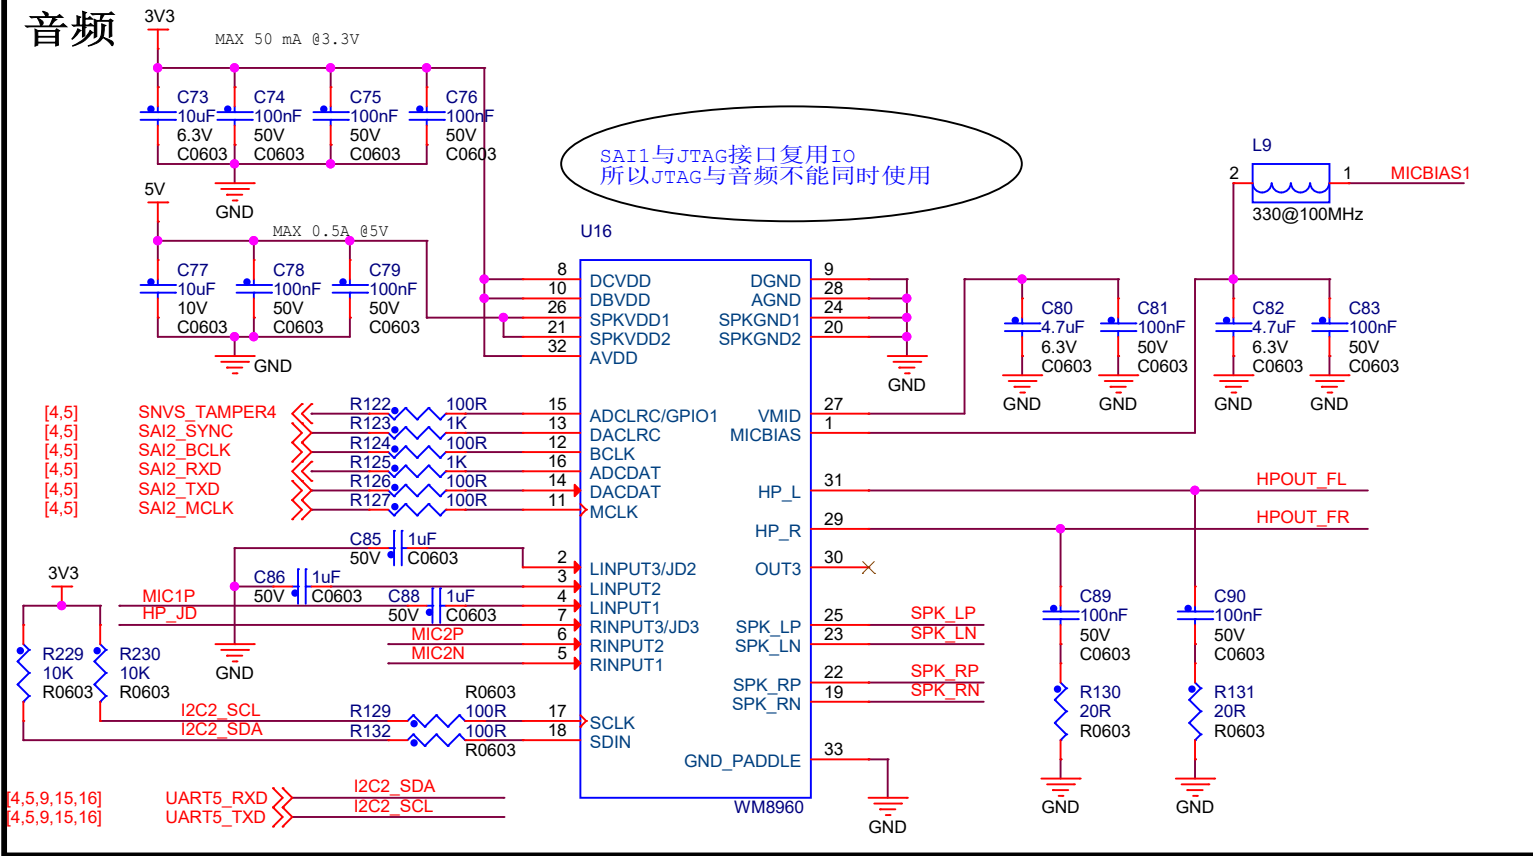 音频
3V3
MAX 50 mA @3.3V
C73
10uF
6.3V
C0603
C74
100nF
50V
C0603
C75
100nF
50V
C0603
C76
100nF
50V
C0603
GND
5V
MAX 0.5A @5V
C77
10uF
10V
C0603
C78
100nF
50V
C0603
C79
100nF
50V
C0603
GND
SAI1与JTAG接口复用IO
所以JTAG与音频不能同时使用
L9
2
1
MICBIAS1
330@100MHz
U16
8 DCVDD
10 DBVDD
26 SPKVDD1
21 SPKVDD2
32 AVDD
DGND 9
AGND 28
SPKGND1 24
SPKGND2 20
GND
C80
4.7uF
6.3V
C0603
GND
C81
100nF
50V
C0603
GND
C82
4.7uF
6.3V
C0603
GND
C83
100nF
50V
C0603
GND
[4,5] SNVS_TAMPER4 R122 100R 15 ADCLRC/GPIO1
[4,5] SAI2_SYNC R123 1K 13 DACLRC
[4,5] SAI2_BCLK R124 100R 12 BCLK
[4,5] SAI2_RXD R125 1K 16 ADCDAT
[4,5] SAI2_TXD R126 100R 14 DACDAT
[4,5] SAI2_MCLK R127 100R 11 MCLK
VMID 27
MICBIAS 1
HP_L 31 HPOUT_FL
HP_R 29 HPOUT_FR
OUT3 30
C85 1uF
50V C0603
2 LINPUT3/JD2
C86 1uF
50V C0603
3 LINPUT2
C88 1uF
50V C0603
MIC1P 4 LINPUT1
HP_JD 7 RINPUT3/JD3
MIC2P 6 RINPUT2
MIC2N 5 RINPUT1
GND
3V3
R229
10K
R0603
R230
10K
R0603
R0603
I2C2_SCL R129 100R 17 SCLK
I2C2_SDA R132 100R 18 SDIN
R0603
SPK_LP 25 SPK_LP
SPK_LN 23 SPK_LN
SPK_RP 22 SPK_RP
SPK_RN 19 SPK_RN
GND_PADDLE 33
GND
WM8960
C89
100nF
50V
C0603
R130
20R
R0603
GND
C90
100nF
50V
C0603
R131
20R
R0603
GND
[4,5,9,15,16] UART5_RXD I2C2_SDA
[4,5,9,15,16] UART5_TXD I2C2_SCL